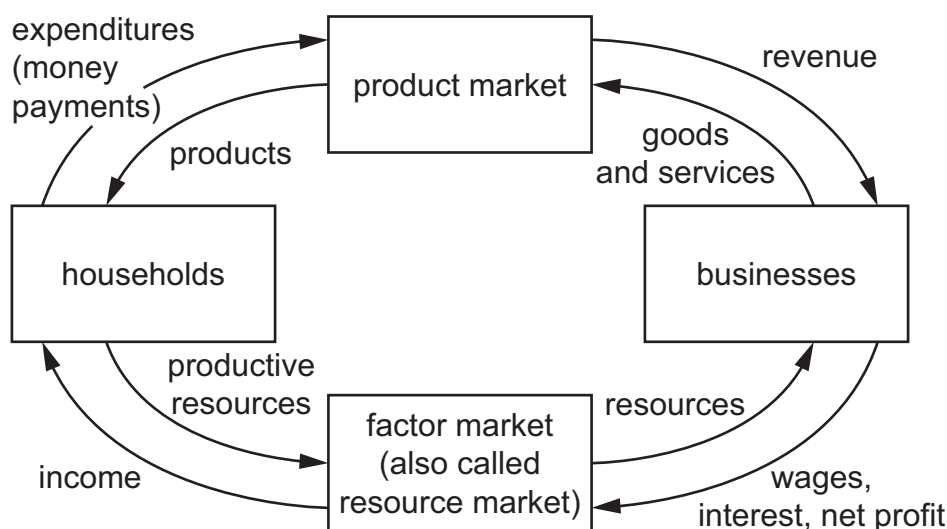 expenditures
(money
payments)
product market
revenue
products
goods
and services
households
businesses
productive
resources
factor market
(also called
resource market)
resources
income
wages,
interest, net profit